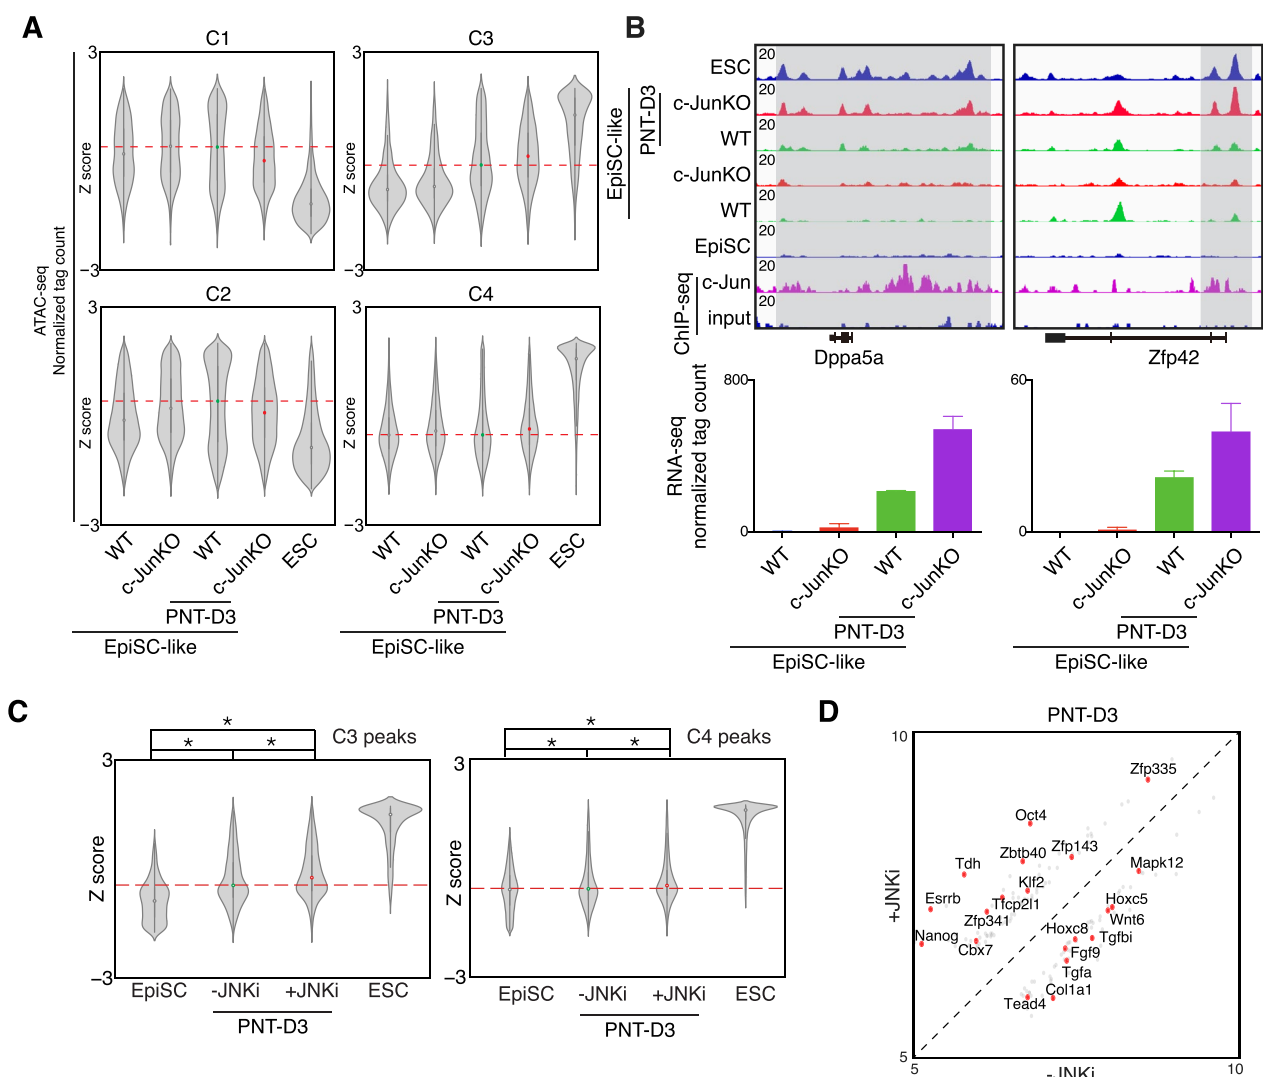 A
C1
C3
3
3
Z score
Z score
−3
−3
C2
C4
3
3
Z score
Z score
−3
−3
ATAC-seq
Normalized tag count
WT
c-JunKO
WT
c-JunKO
ESC
WT
c-JunKO
WT
c-JunKO
ESC
PNT-D3
PNT-D3
EpiSC-like
EpiSC-like
B
EpiSC-like
PNT-D3
ESC
20
c-JunKO
20
WT
20
c-JunKO
20
WT
20
EpiSC
20
c-Jun
20
input
20
ChIP-seq
Dppa5a
Zfp42
RNA-seq
normalized tag count
800
0
60
0
WT
c-JunKO
WT
c-JunKO
WT
c-JunKO
WT
c-JunKO
PNT-D3
PNT-D3
EpiSC-like
EpiSC-like
C
*
* *
C3 peaks
3
Z score
−3
EpiSC
-JNKi
+JNKi
ESC
PNT-D3
*
* *
C4 peaks
3
Z score
−3
EpiSC
-JNKi
+JNKi
ESC
PNT-D3
D
PNT-D3
10
+JNKi
5
5
10
-JNKi
Zfp335
Oct4
Zbtb40
Zfp143
Tdh
Mapk12
Klf2
Esrrb
Tfcp2l1
Hoxc5
Zfp341
Wnt6
Nanog
Hoxc8
Tgfbi
Cbx7
Fgf9
Tgfa
Col1a1
Tead4